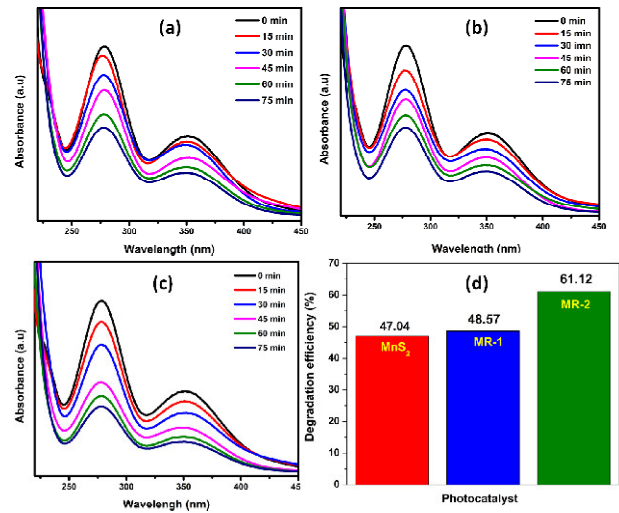 (a)
0 min
15 min
30 min
45 min
60 min
75 min
Absorbance (a.u)
250 300 350 400 450
Wavelength (nm)
(b)
0 min
15 min
30 imn
45 min
60 min
75 min
Absorbance (a.u)
250 300 350 400 450
Wavelength (nm)
(c)
0 min
15 min
30 min
45 min
60 min
75 min
Absorbance (a.u)
250 300 350 400 45
Wavelengh (nm)
(d)
Degradation efficiency (%)
70
60
50
40
30
20
10
0
47.04
MnS₂
48.57
MR-1
61.12
MR-2
Photocatalyst